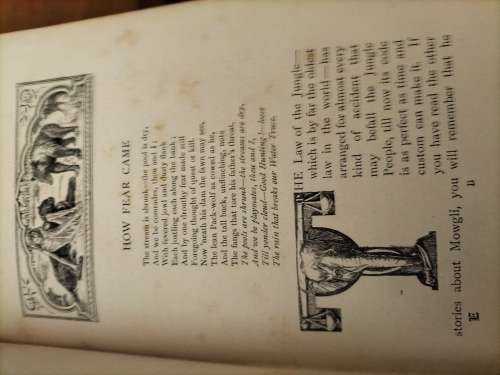 HOW FEAR CAME
The stream is shrunk—the pool is dry,
And we be comrades, thou and I;
With fevered jowl and dusty flank
Each jostling each along the bank;
And by one drouthy fear made still
Foregoing thought of quest or kill.
Now 'neath his dam the fawn may see,
The lean Pack-wolf as cowed as he,
And the tall buck, unflinching, note
The fangs that tore his father's throat.
The pools are shrunk—the streams are dry,
And we be playmates, thou and I,
Till yonder cloud—Good Hunting!—loose
The rain that breaks our Water Truce.
THE Law of the Jungle—
which is by far the oldest
law in the world—has
arranged for almost every
kind of accident that
may befall the Jungle
People, till now its code
is as perfect as time and
custom can make it. If
you have read the other
stories about Mowgli, you will remember that he
E
B